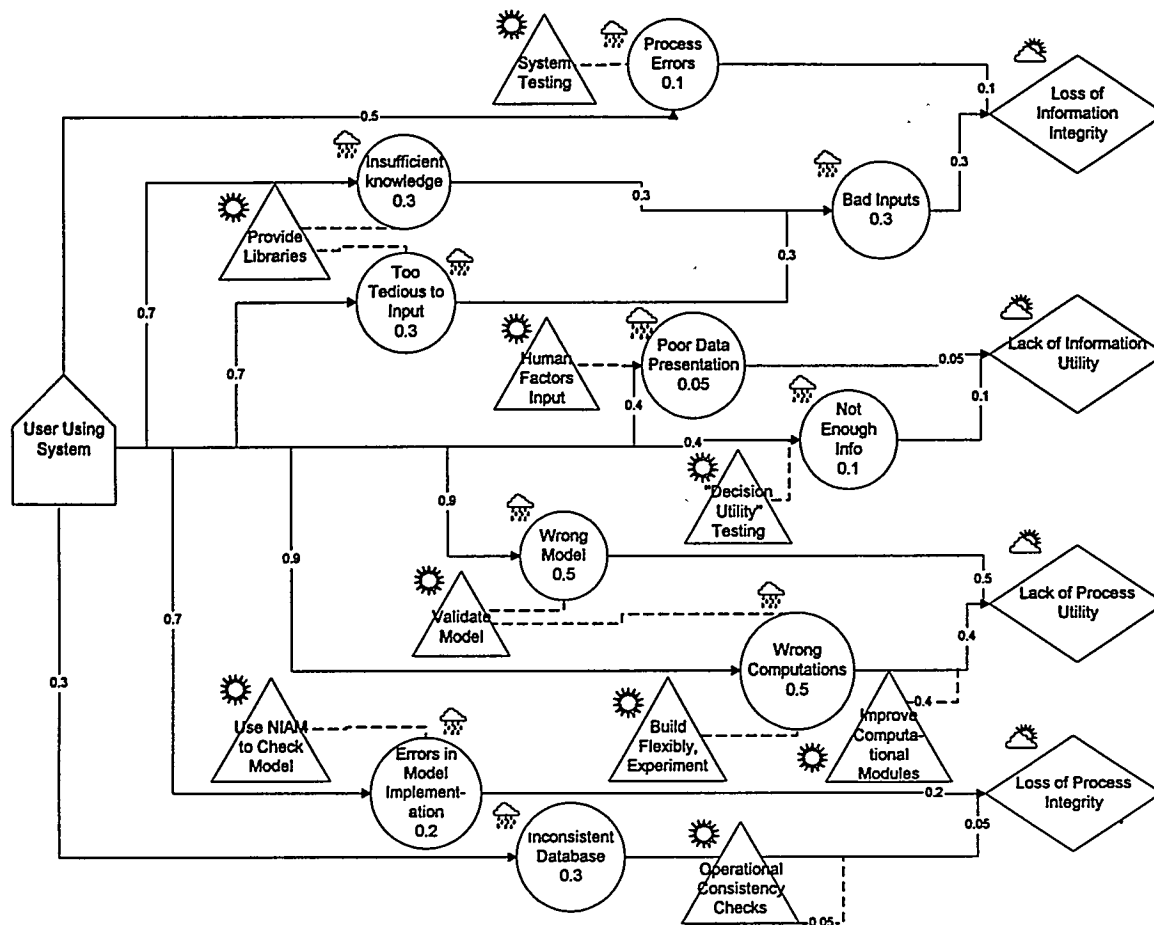 System
Testing
Process
Errors
0.1
0.1
Loss of
Information
Integrity
0.5
Insufficient
knowledge
0.3
0.3
Bad Inputs
0.3
0.3
Provide
Libraries
0.3
Too
Tedious to
Input
0.3
0.7
0.7
Human
Factors
Input
Poor Data
Presentation
0.05
0.05
Lack of Information
Utility
0.4
0.1
User Using
System
0.4
Not
Enough
Info
0.1
"Decision
Utility"
Testing
0.9
Wrong
Model
0.5
0.5
Lack of Process
Utility
0.9
Validate
Model
0.4
0.7
Wrong
Computations
0.5
0.3
Use NIAM
to Check
Model
Build
Flexibly,
Experiment
0.4
Improve
Computa-
tional
Modules
Errors in
Model
Implement-
ation
0.2
0.2
Loss of Process
Integrity
0.05
Inconsistent
Database
0.3
Operational
Consistency
Checks
0.05